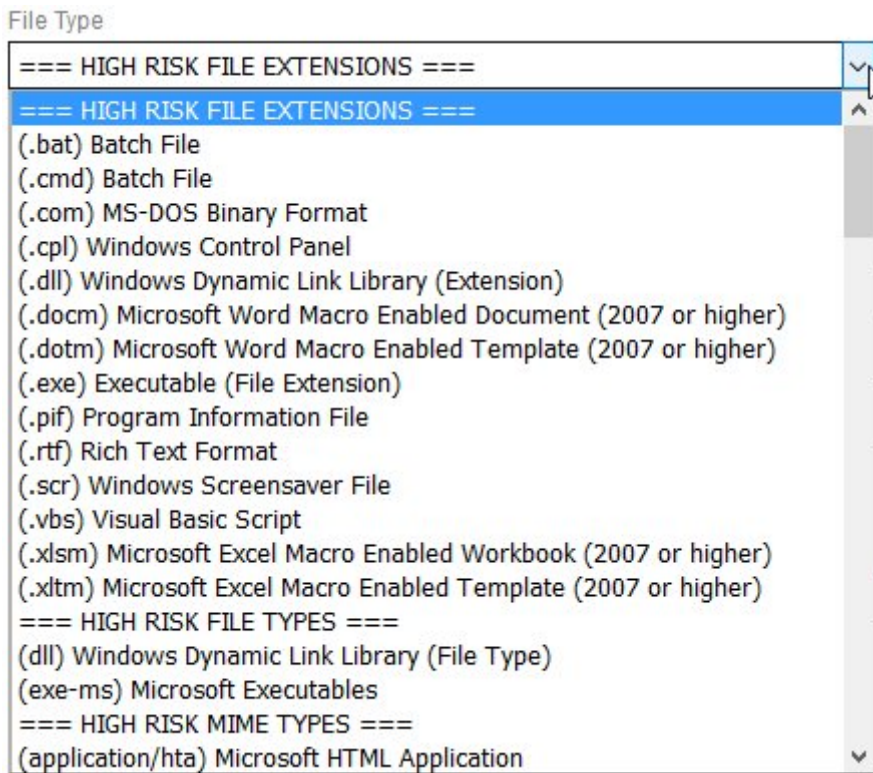 File Type
=== HIGH RISK FILE EXTENSIONS ===
=== HIGH RISK FILE EXTENSIONS ===
(.bat) Batch File
(.cmd) Batch File
(.com) MS-DOS Binary Format
(.cpl) Windows Control Panel
(.dll) Windows Dynamic Link Library (Extension)
(.docm) Microsoft Word Macro Enabled Document (2007 or higher)
(.dotm) Microsoft Word Macro Enabled Template (2007 or higher)
(.exe) Executable (File Extension)
(.pif) Program Information File
(.rtf) Rich Text Format
(.scr) Windows Screensaver File
(.vbs) Visual Basic Script
(.xlsm) Microsoft Excel Macro Enabled Workbook (2007 or higher)
(.xltm) Microsoft Excel Macro Enabled Template (2007 or higher)
=== HIGH RISK FILE TYPES ===
(dll) Windows Dynamic Link Library (File Type)
(exe-ms) Microsoft Executables
=== HIGH RISK MIME TYPES ===
(application/hta) Microsoft HTML Application